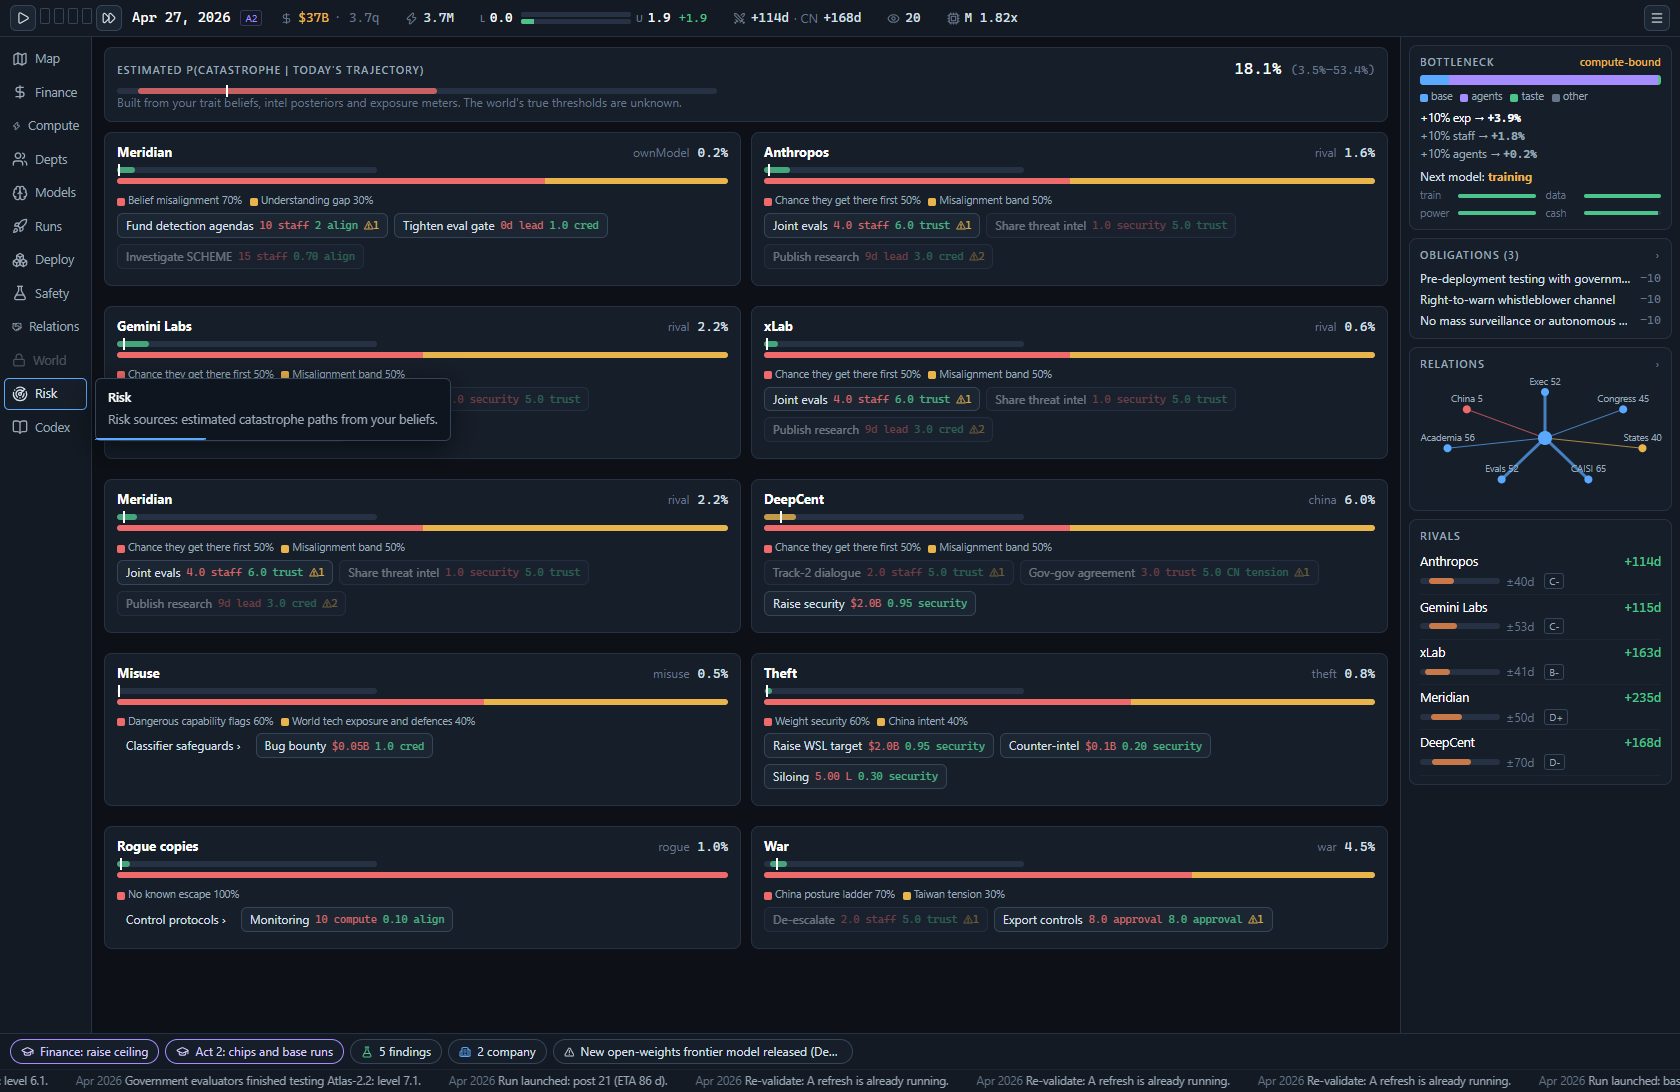 Apr 27, 2026 A2 $ $37B · 3.7q 3.7M L 0.0 U 1.9 +1.9 +114d · CN +168d 20 M 1.82x
Map
Finance
Compute
Depts
Models
Runs
Deploy
Safety
Relations
World
Risk
Codex
ESTIMATED P(CATASTROPHE | TODAY'S TRAJECTORY) 18.1% (3.5%–53.4%)
Built from your trait beliefs, intel posteriors and exposure meters. The world's true thresholds are unknown.
Meridian ownModel 0.2%
Belief misalignment 70% Understanding gap 30%
Fund detection agendas 10 staff 2 align ⚠1 Tighten eval gate 0d lead 1.0 cred
Investigate SCHEME 15 staff 0.70 align
Anthropos rival 1.6%
Chance they get there first 50% Misalignment band 50%
Joint evals 4.0 staff 6.0 trust ⚠1 Share threat intel 1.0 security 5.0 trust
Publish research 9d lead 3.0 cred ⚠2
Gemini Labs rival 2.2%
Chance they get there first 50% Misalignment band 50%
.0 security 5.0 trust
Risk
Risk sources: estimated catastrophe paths from your beliefs.
xLab rival 0.6%
Chance they get there first 50% Misalignment band 50%
Joint evals 4.0 staff 6.0 trust ⚠1 Share threat intel 1.0 security 5.0 trust
Publish research 9d lead 3.0 cred ⚠2
Meridian rival 2.2%
Chance they get there first 50% Misalignment band 50%
Joint evals 4.0 staff 6.0 trust ⚠1 Share threat intel 1.0 security 5.0 trust
Publish research 9d lead 3.0 cred ⚠2
DeepCent china 6.0%
Chance they get there first 50% Misalignment band 50%
Track-2 dialogue 2.0 staff 5.0 trust ⚠1 Gov-gov agreement 3.0 trust 5.0 CN tension ⚠1
Raise security $2.0B 0.95 security
Misuse misuse 0.5%
Dangerous capability flags 60% World tech exposure and defences 40%
Classifier safeguards › Bug bounty $0.05B 1.0 cred
Theft theft 0.8%
Weight security 60% China intent 40%
Raise WSL target $2.0B 0.95 security Counter-intel $0.1B 0.20 security
Siloing 5.00 L 0.30 security
Rogue copies rogue 1.0%
No known escape 100%
Control protocols › Monitoring 10 compute 0.10 align
War war 4.5%
China posture ladder 70% Taiwan tension 30%
De-escalate 2.0 staff 5.0 trust ⚠1 Export controls 8.0 approval 8.0 approval ⚠1
BOTTLENECK compute-bound
base agents taste other
+10% exp → +3.9%
+10% staff → +1.8%
+10% agents → +0.2%
Next model: training
train data
power cash
OBLIGATIONS (3) ›
Pre-deployment testing with governm... −10
Right-to-warn whistleblower channel −10
No mass surveillance or autonomous ... −10
RELATIONS ›
Exec 52
China 5 Congress 45
Academia 56 States 40
Evals 52 CAISI 65
RIVALS
Anthropos +114d
±40d C-
Gemini Labs +115d
±53d C-
xLab +163d
±41d B-
Meridian +235d
±50d D+
DeepCent +168d
±70d D-
Finance: raise ceiling Act 2: chips and base runs 5 findings 2 company New open-weights frontier model released (De...
: level 6.1. Apr 2026 Government evaluators finished testing Atlas-2.2: level 7.1. Apr 2026 Run launched: post 21 (ETA 86 d). Apr 2026 Re-validate: A refresh is already running. Apr 2026 Re-validate: A refresh is already running. Apr 2026 Re-validate: A refresh is already running. Apr 2026 Run launched: bas